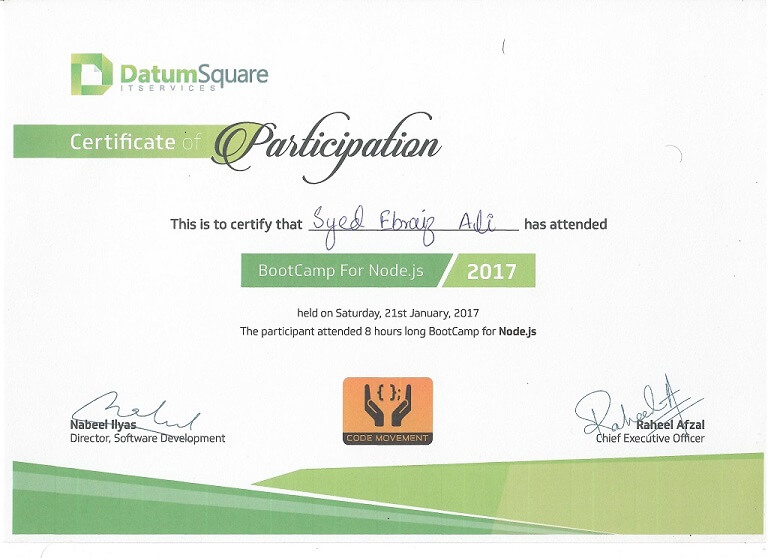 DatumSquare
ITSERVICES
Certificate of Participation
This is to certify that Syed Ebraiz Ali has attended
BootCamp For Node.js 2017
held on Saturday, 21st January, 2017
The participant attended 8 hours long BootCamp for Node.js
{};
CODE MOVEMENT
Nabeel Ilyas
Director, Software Development
Raheel A
Raheel Afzal
Chief Executive Officer